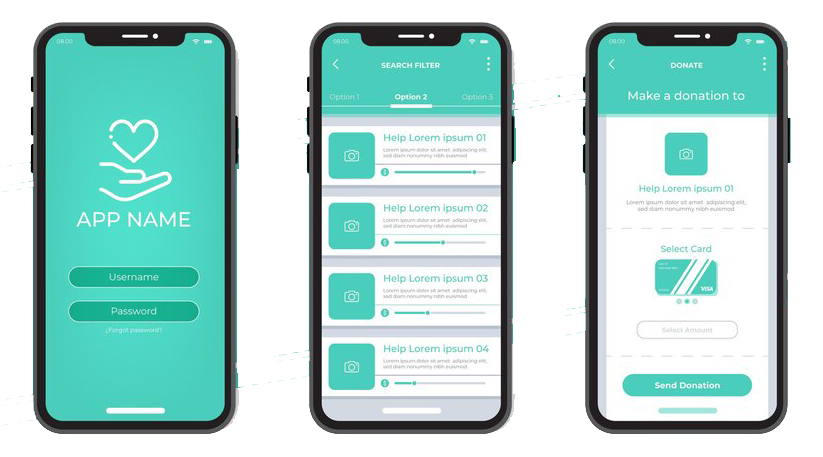 08:00
APP NAME
Username
Password
¿Forgot password?
08:00
SEARCH FILTER
Option 1
Option 2
Option 3
Help Lorem ipsum 01
Lorem ipsum dolor sit amet adipiscing elit,
sed diam nonummy nibh euismod
Help Lorem ipsum 02
Lorem ipsum dolor sit amet adipiscing elit,
sed diam nonummy nibh euismod
Help Lorem ipsum 03
Lorem ipsum dolor sit amet adipiscing elit,
sed diam nonummy nibh euismod
Help Lorem ipsum 04
Lorem ipsum dolor sit amet adipiscing elit,
sed diam nonummy nibh euismod
08:00
DONATE
Make a donation to
Help Lorem ipsum 01
Lorem ipsum dolor sit amet adipiscing elit,
sed diam nonummy nibh euismod
Select Card
VISA
Select Amount
Send Donation